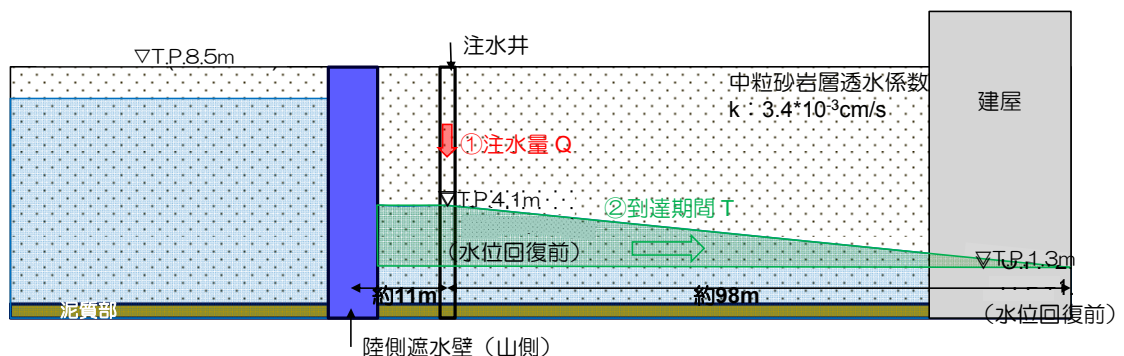 注水井
▽T.P.8.5m
中粒砂岩層透水係数
k：3.4*10-3cm/s
建屋
①注水量 Q
▽T.P.4.1m
②到達期間 T
（水位回復前）
▽T.P.1.3m
約11m
約98m
泥質部
（水位回復前）
陸側遮水壁（山側）